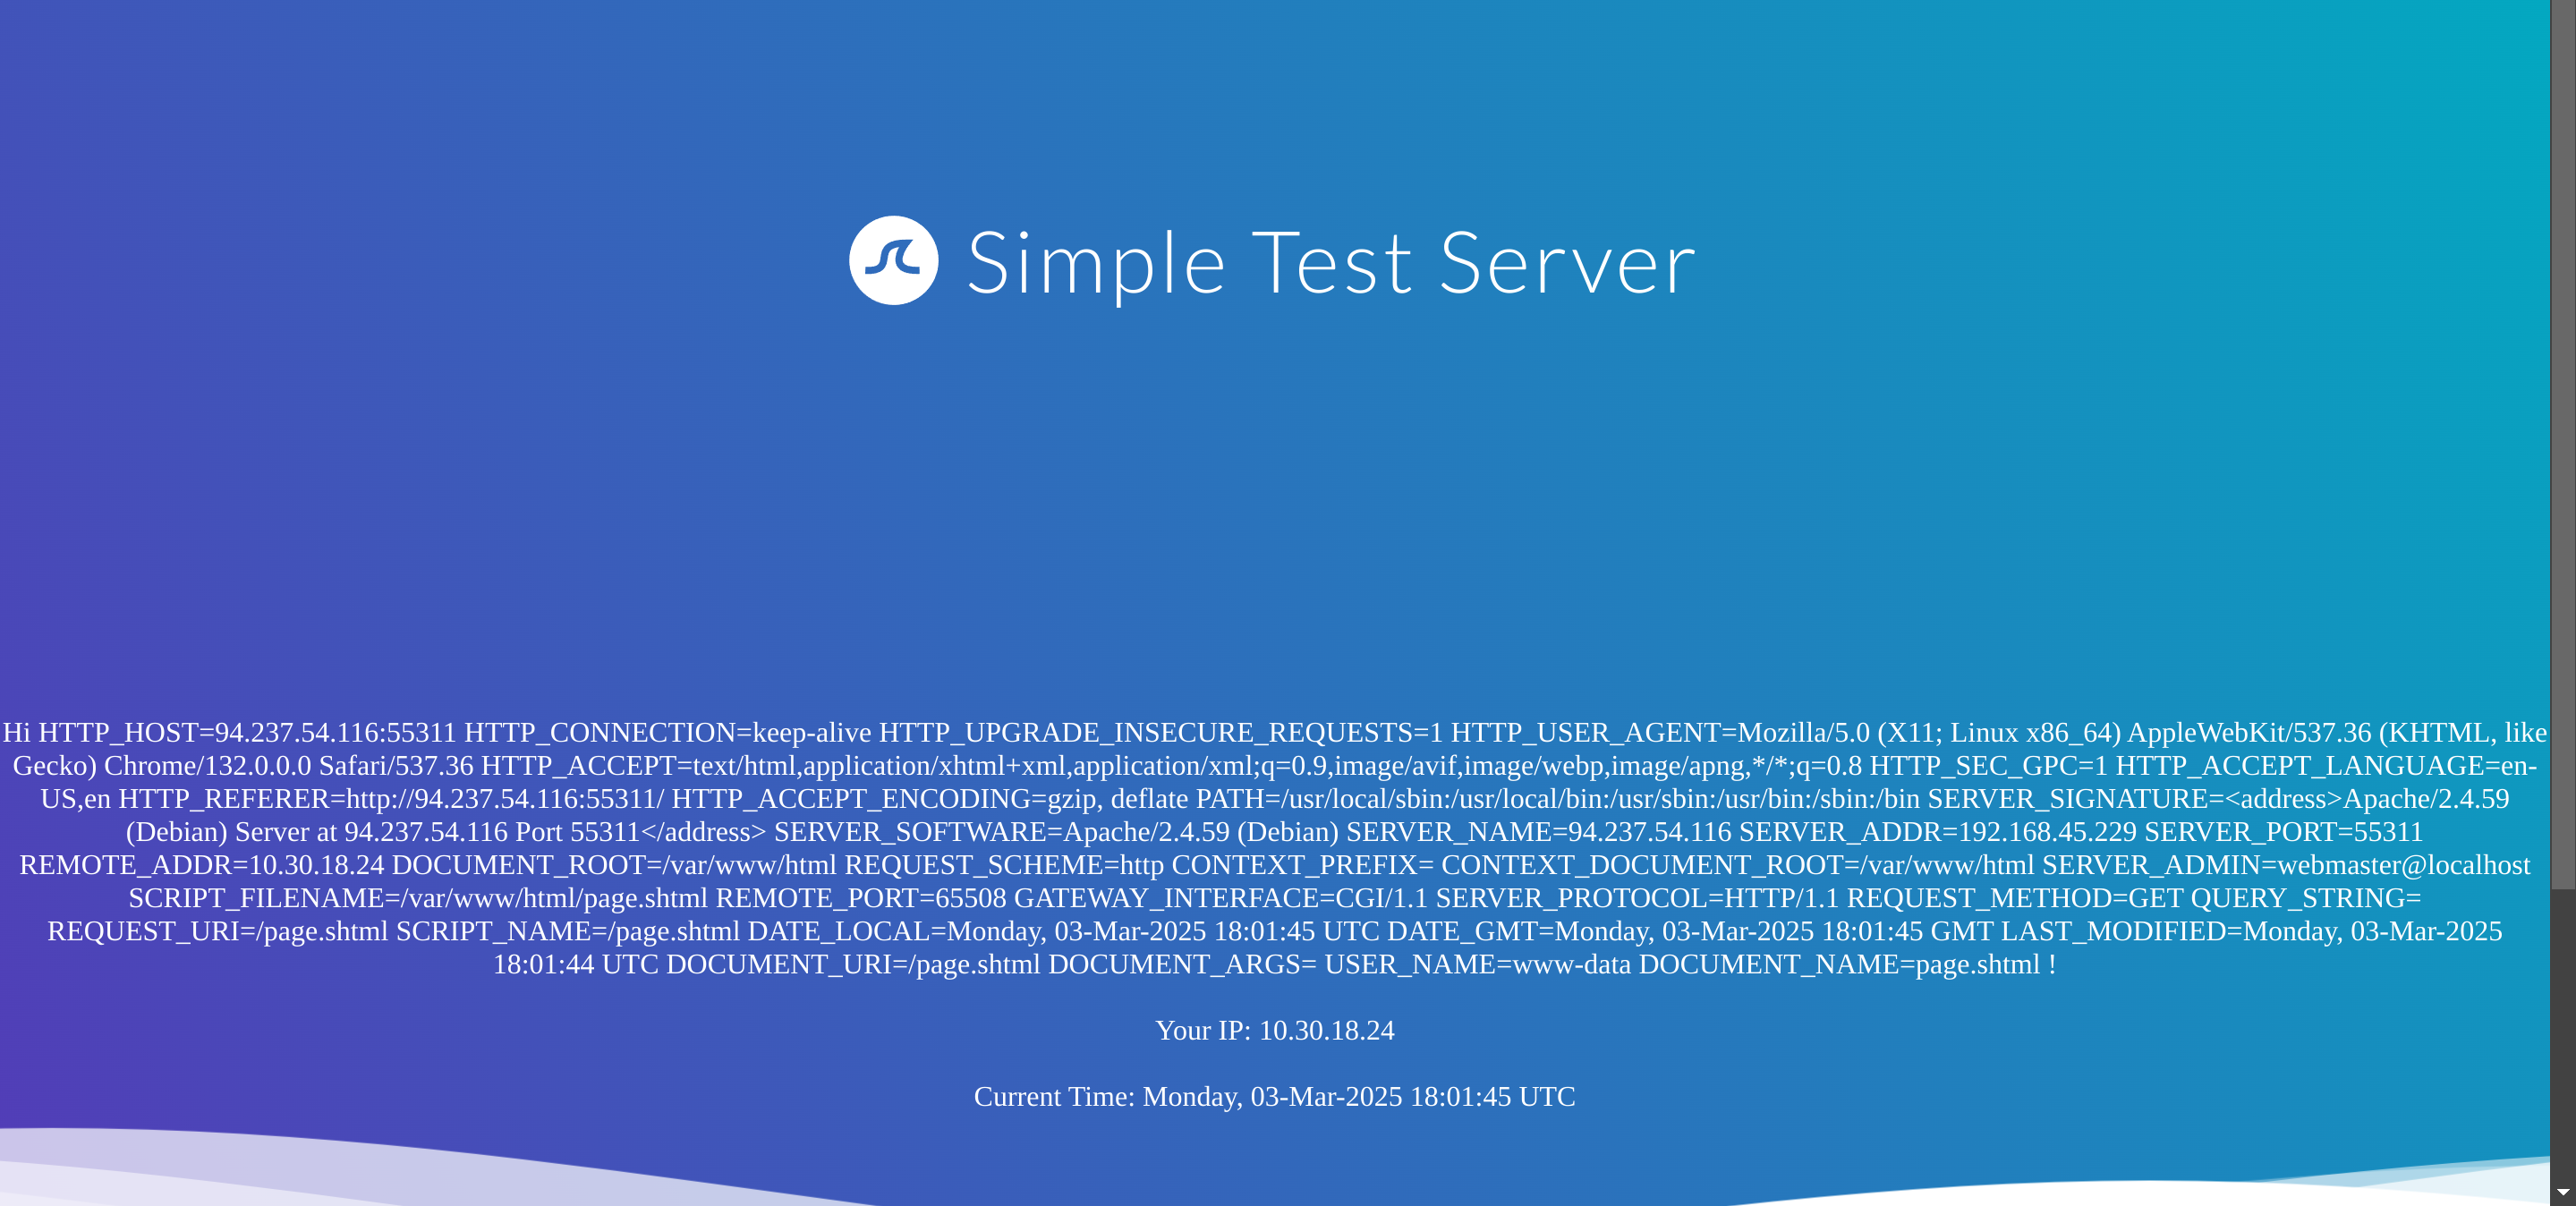 Simple Test Server
Hi HTTP_HOST=94.237.54.116:55311 HTTP_CONNECTION=keep-alive HTTP_UPGRADE_INSECURE_REQUESTS=1 HTTP_USER_AGENT=Mozilla/5.0 (X11; Linux x86_64) AppleWebKit/537.36 (KHTML, like
Gecko) Chrome/132.0.0.0 Safari/537.36 HTTP_ACCEPT=text/html,application/xhtml+xml,application/xml;q=0.9,image/avif,image/webp,image/apng,*/*;q=0.8 HTTP_SEC_GPC=1 HTTP_ACCEPT_LANGUAGE=en-
US,en HTTP_REFERER=http://94.237.54.116:55311/ HTTP_ACCEPT_ENCODING=gzip, deflate PATH=/usr/local/sbin:/usr/local/bin:/usr/sbin:/usr/bin:/sbin:/bin SERVER_SIGNATURE=<address>Apache/2.4.59
(Debian) Server at 94.237.54.116 Port 55311</address> SERVER_SOFTWARE=Apache/2.4.59 (Debian) SERVER_NAME=94.237.54.116 SERVER_ADDR=192.168.45.229 SERVER_PORT=55311
REMOTE_ADDR=10.30.18.24 DOCUMENT_ROOT=/var/www/html REQUEST_SCHEME=http CONTEXT_PREFIX= CONTEXT_DOCUMENT_ROOT=/var/www/html SERVER_ADMIN=webmaster@localhost
SCRIPT_FILENAME=/var/www/html/page.shtml REMOTE_PORT=65508 GATEWAY_INTERFACE=CGI/1.1 SERVER_PROTOCOL=HTTP/1.1 REQUEST_METHOD=GET QUERY_STRING=
REQUEST_URI=/page.shtml SCRIPT_NAME=/page.shtml DATE_LOCAL=Monday, 03-Mar-2025 18:01:45 UTC DATE_GMT=Monday, 03-Mar-2025 18:01:45 GMT LAST_MODIFIED=Monday, 03-Mar-2025
18:01:44 UTC DOCUMENT_URI=/page.shtml DOCUMENT_ARGS= USER_NAME=www-data DOCUMENT_NAME=page.shtml !
Your IP: 10.30.18.24
Current Time: Monday, 03-Mar-2025 18:01:45 UTC